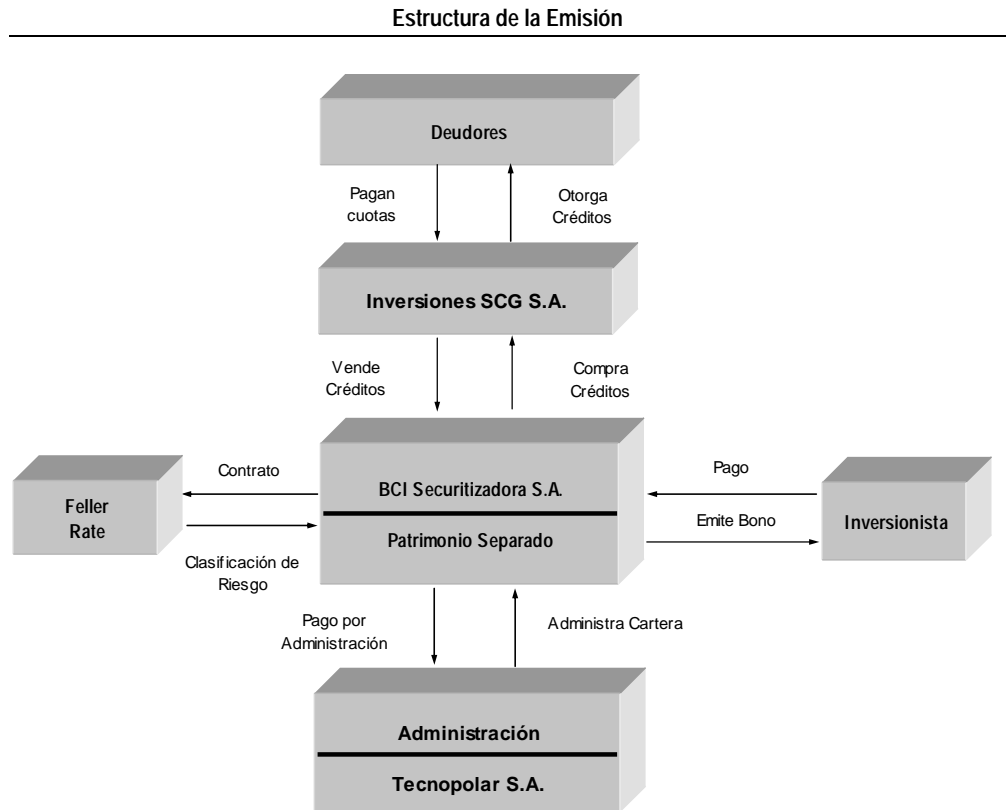 Estructura de la Emisión
Deudores
Pagan
cuotas
Otorga
Créditos
Inversiones SCG S.A.
Vende
Créditos
Compra
Créditos
Contrato
Feller
Rate
Clasificación de
Riesgo
BCI Securitizadora S.A.
Patrimonio Separado
Pago
Emite Bono
Inversionista
Pago por
Administración
Administra Cartera
Administración
Tecnopolar S.A.